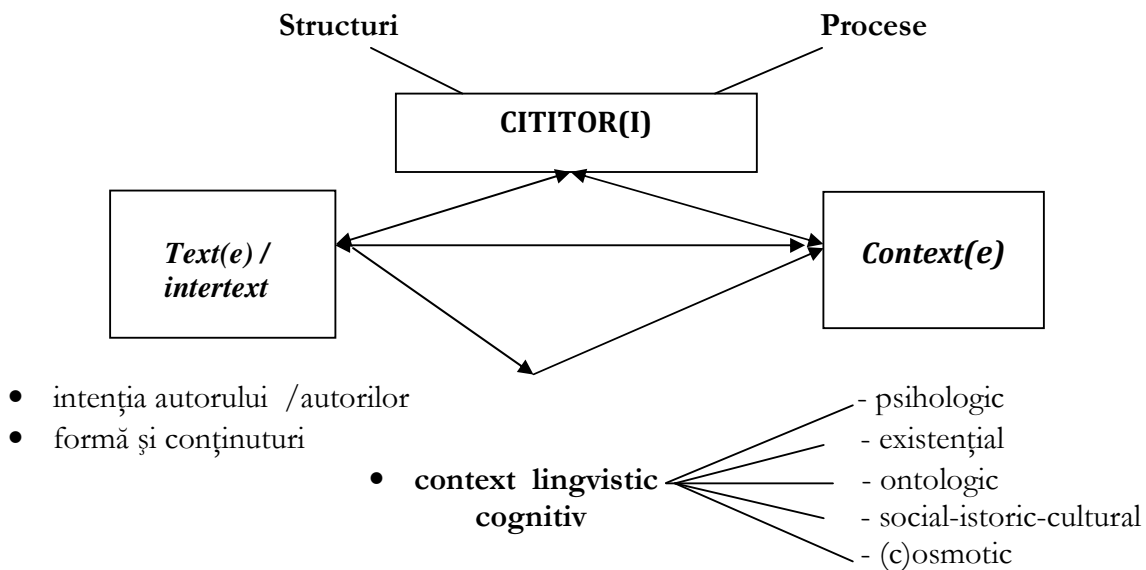 Structuri
Procese
CITITOR(I)
Text(e) /
intertext
Context(e)
• intenţia autorului /autorilor
• formă şi conţinuturi
• context lingvistic
cognitiv
- psihologic
- existenţial
- ontologic
- social-istoric-cultural
- (c)osmotic